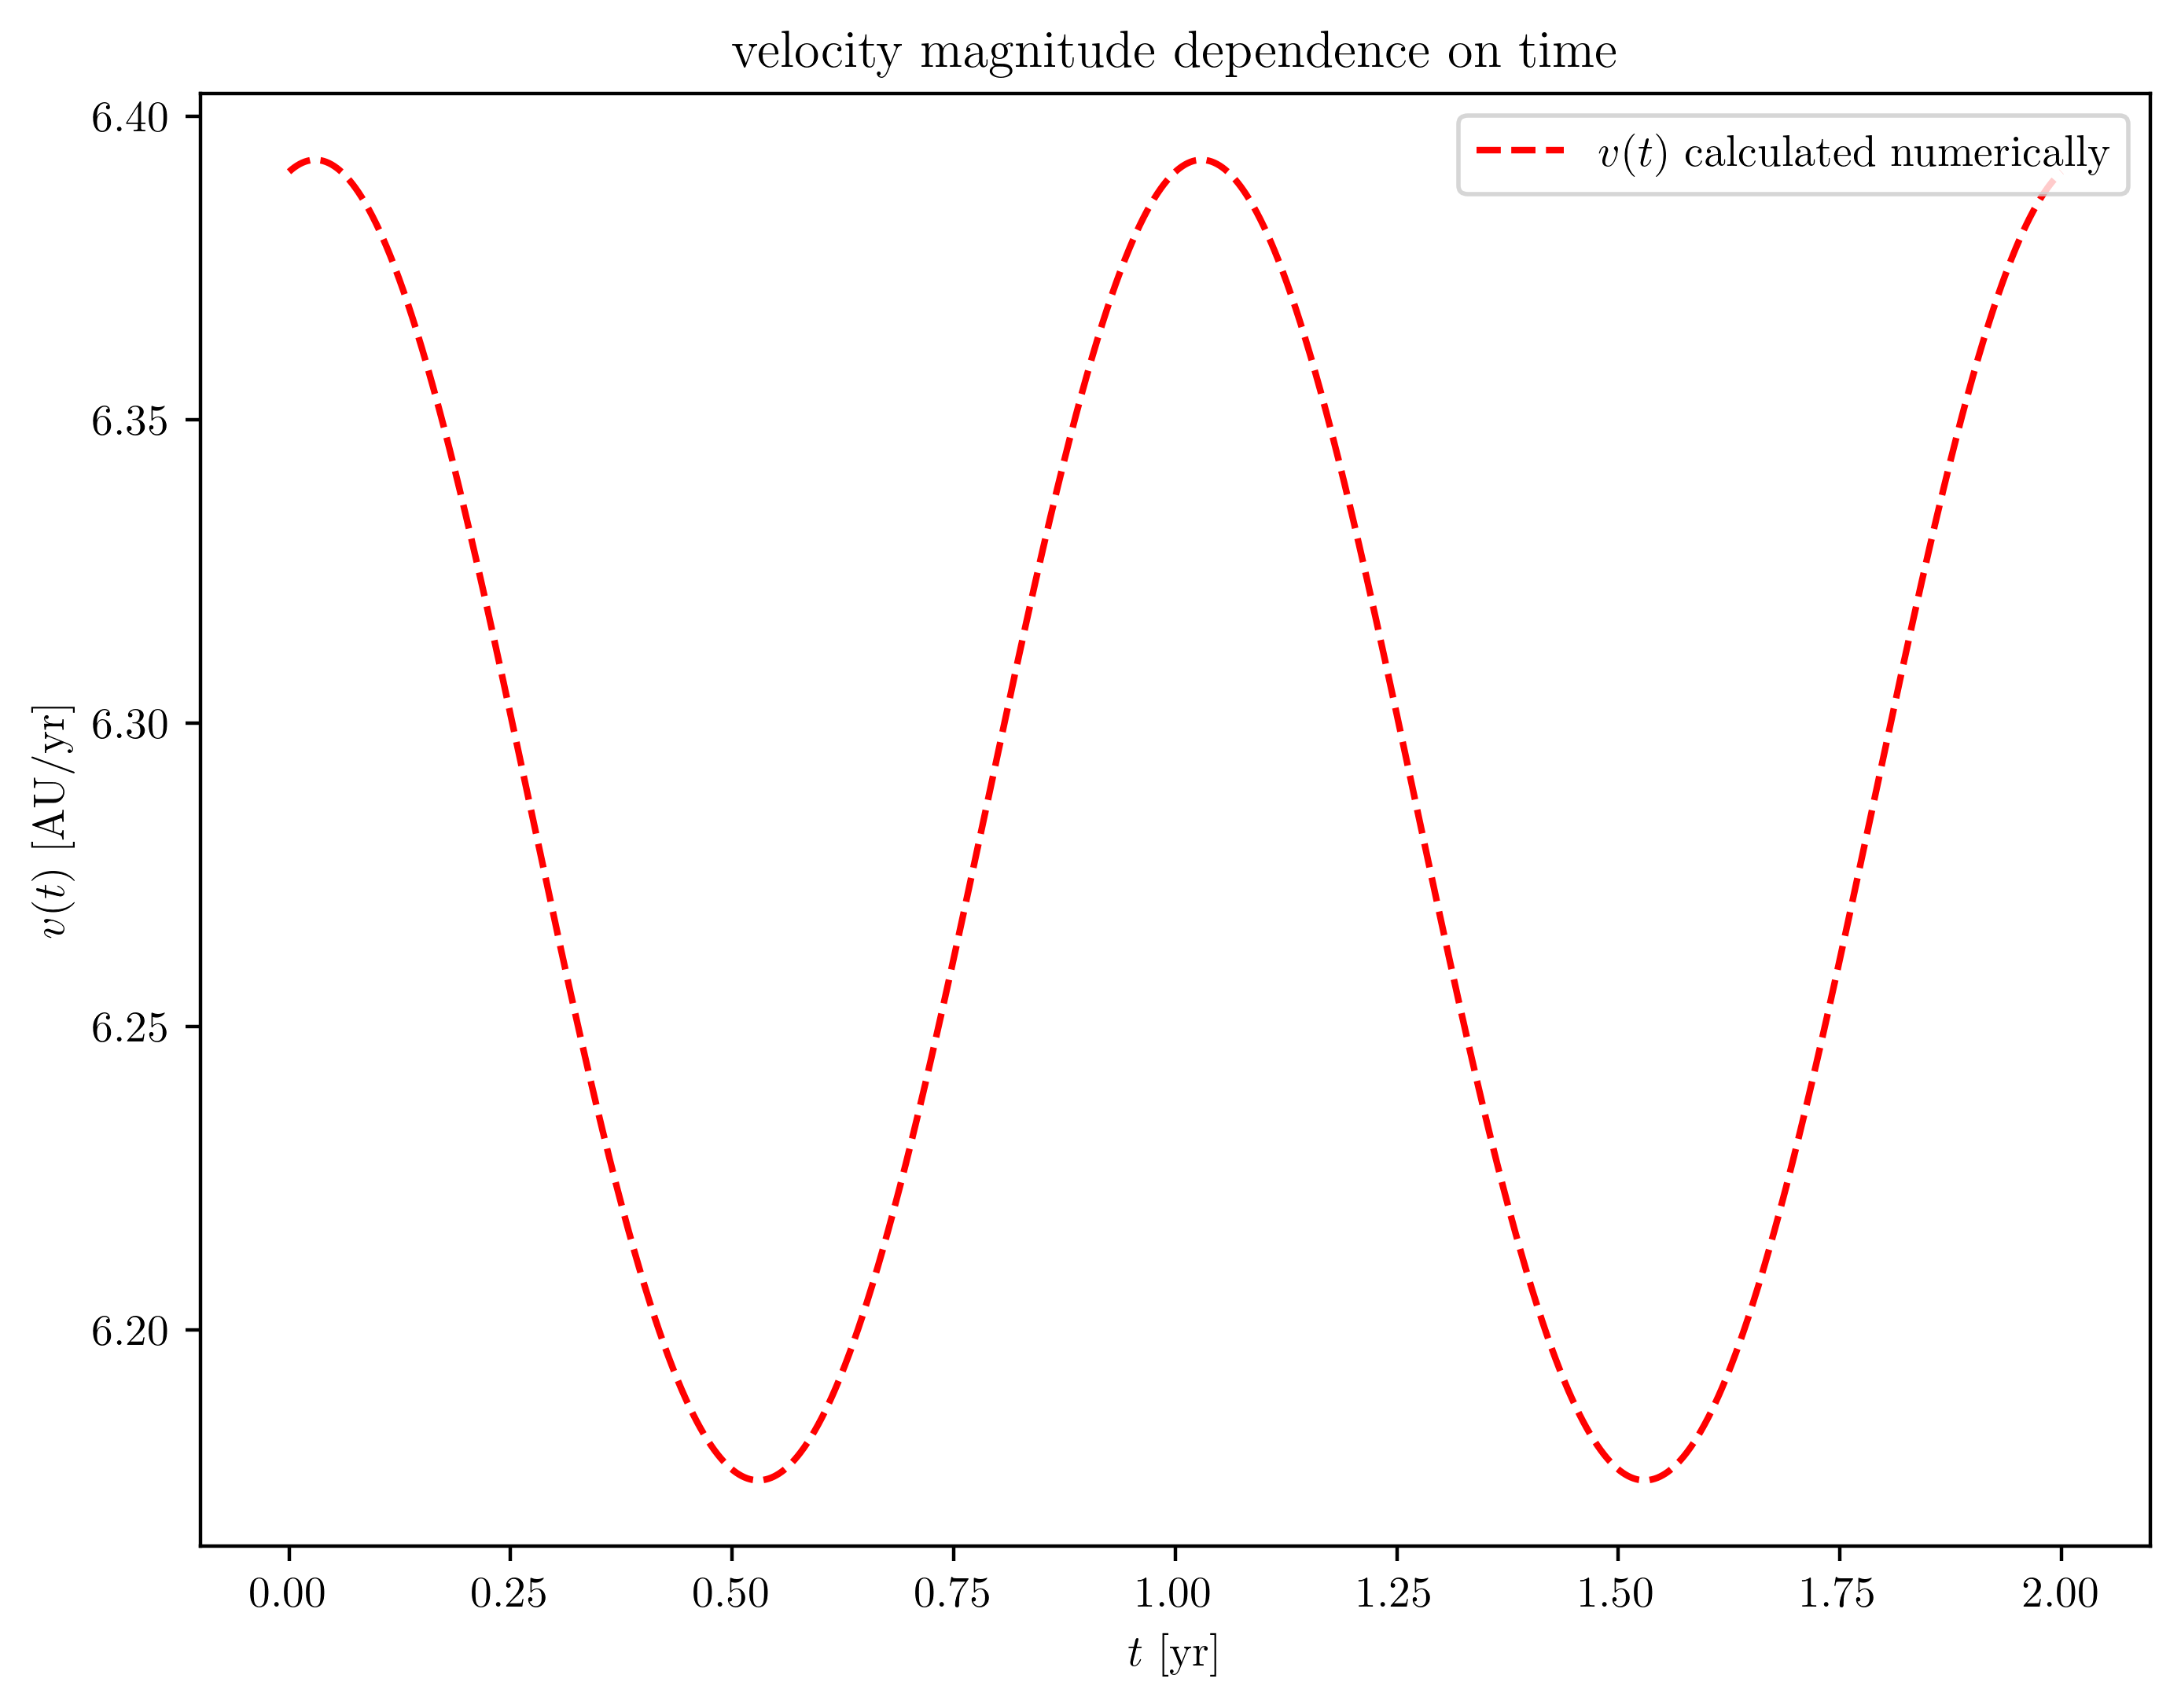 velocity magnitude dependence on time
v(t) calculated numerically
v(t) [AU/yr]
6.40
6.35
6.30
6.25
6.20
0.00 0.25 0.50 0.75 1.00 1.25 1.50 1.75 2.00
t [yr]